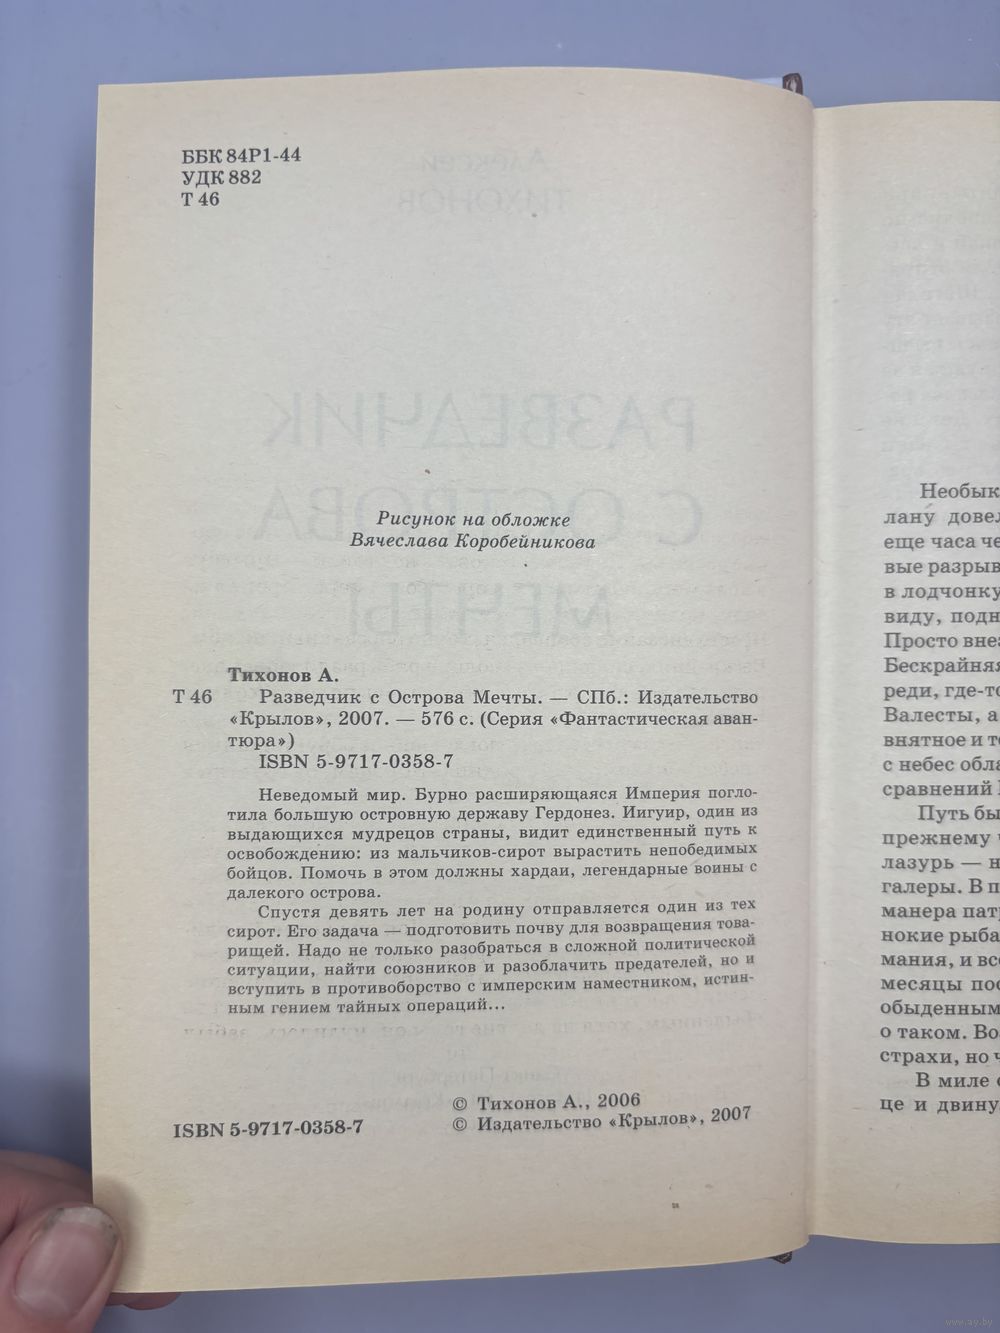 ББК 84Р1-44
УДК 882
Т 46
Рисунок на обложке
Вячеслава Коробейникова
Тихонов А.
Т 46 Разведчик с Острова Мечты. — СПб.: Издательство
«Крылов», 2007. — 576 с. (Серия «Фантастическая аван-
тюра»)
ISBN 5-9717-0358-7
Неведомый мир. Бурно расширяющаяся Империя погло-
тила большую островную державу Гердонез. Иигуир, один из
выдающихся мудрецов страны, видит единственный путь к
освобождению: из мальчиков-сирот вырастить непобедимых
бойцов. Помочь в этом должны хардаи, легендарные воины с
далекого острова.
Спустя девять лет на родину отправляется один из тех
сирот. Его задача — подготовить почву для возвращения това-
рищей. Надо не только разобраться в сложной политической
ситуации, найти союзников и разоблачить предателей, но и
вступить в противоборство с имперским наместником, истин-
ным гением тайных операций...
ISBN 5-9717-0358-7
© Тихонов А., 2006
© Издательство «Крылов», 2007
Необык
лану довел
еще часа че
вые разрыв
в лодчонку
виду, подн
Просто вне
Бескрайняя
реди, где-то
Валесты, а
внятное и т
с небес обла
сравнений
Путь бы
прежнему
лазурь — н
галеры. В п
манера пат
нокие рыба
мания, и вс
месяцы пос
обыденным
о таком. Во
страхи, но ч
В миле
це и двину
www.ay.by